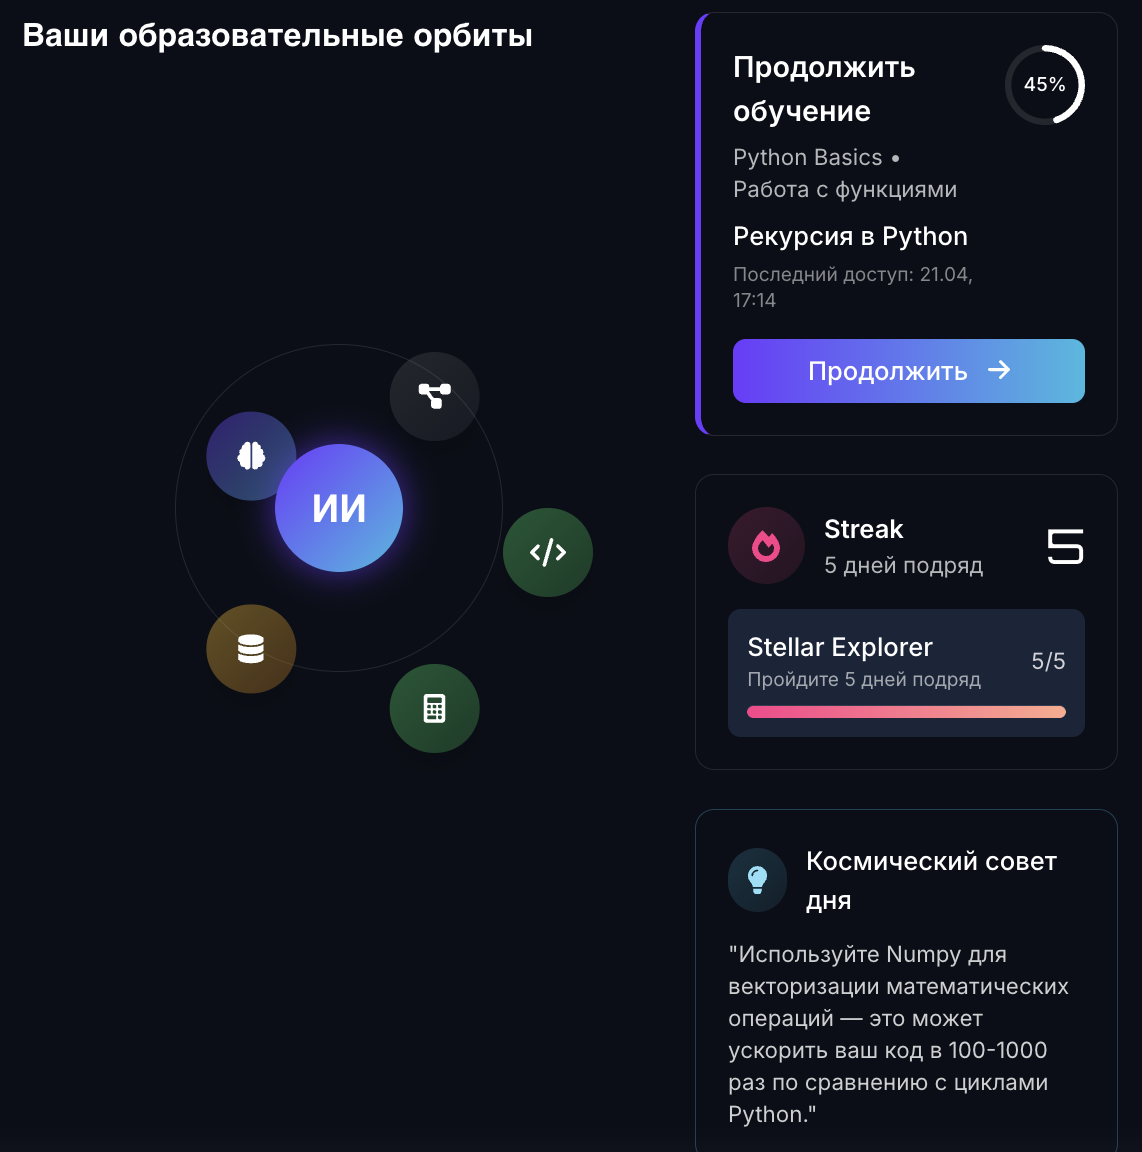 Ваши образовательные орбиты
ИИ
Продолжить
обучение
45%
Python Basics •
Работа с функциями
Рекурсия в Python
Последний доступ: 21.04,
17:14
Продолжить →
Streak
5 дней подряд
5
Stellar Explorer
Пройдите 5 дней подряд
5/5
Космический совет
дня
"Используйте Numpy для
векторизации математических
операций — это может
ускорить ваш код в 100-1000
раз по сравнению с циклами
Python."